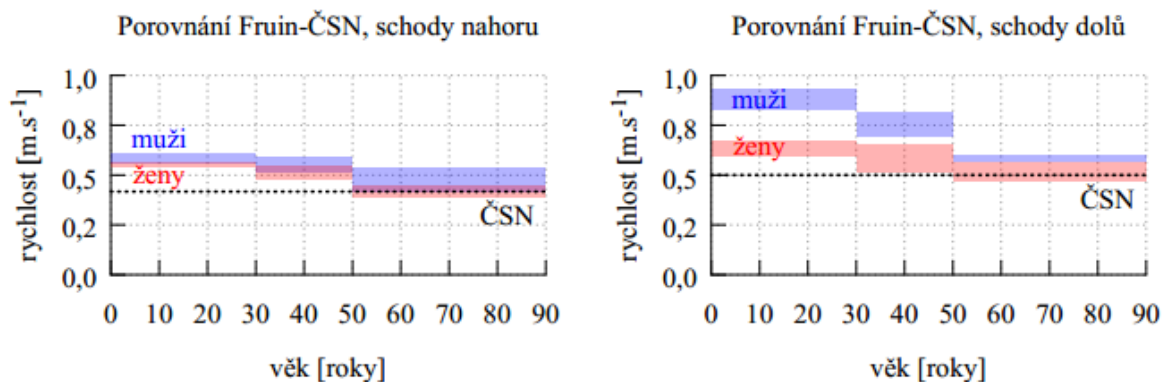 Porovnání Fruin-ČSN, schody nahoru
rychlost [m.s⁻¹]
1,0
0,8
0,5
0,2
0,0
muži
ženy
ČSN
0 10 20 30 40 50 60 70 80 90
věk [roky]
Porovnání Fruin-ČSN, schody dolů
rychlost [m.s⁻¹]
1,0
0,8
0,5
0,2
0,0
muži
ženy
ČSN
0 10 20 30 40 50 60 70 80 90
věk [roky]